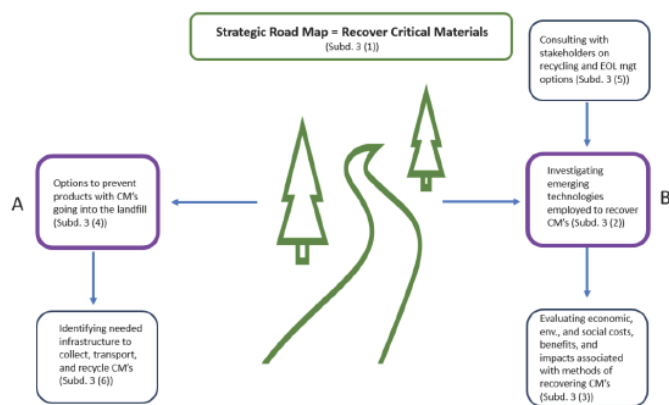 Strategic Road Map = Recover Critical Materials
(Subd. 3 (1))
Consulting with
stakeholders on
recycling and EOL mgt
options (Subd. 3 (5))
A
Options to prevent
products with CM's
going into the landfill
(Subd. 3 (4))
Investigating
emerging
technologies
employed to recover
CM's (Subd. 3 (2))
B
Identifying needed
infrastructure to
collect, transport,
and recycle CM's
(Subd. 3 (6))
Evaluating economic,
env., and social costs,
benefits, and
impacts associated
with methods of
recovering CM's
(Subd. 3 (3))